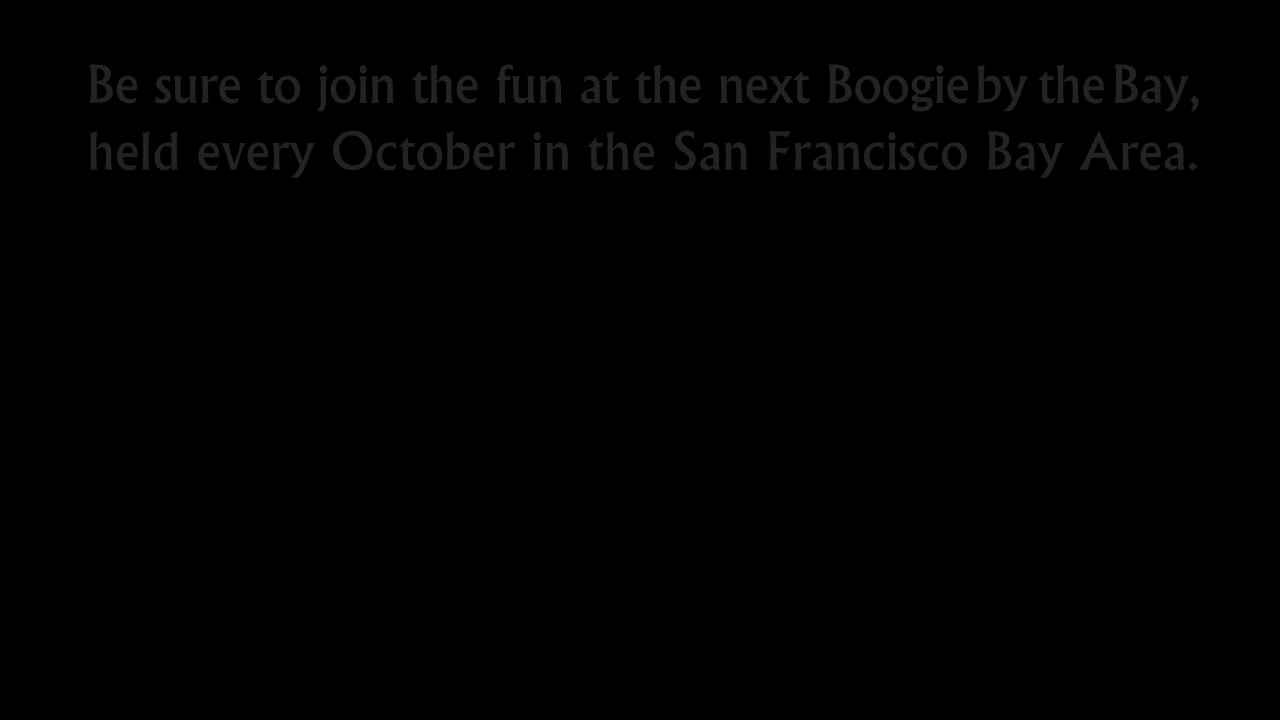 Be sure to join the fun at the next Boogie by the Bay,
held every October in the San Francisco Bay Area.